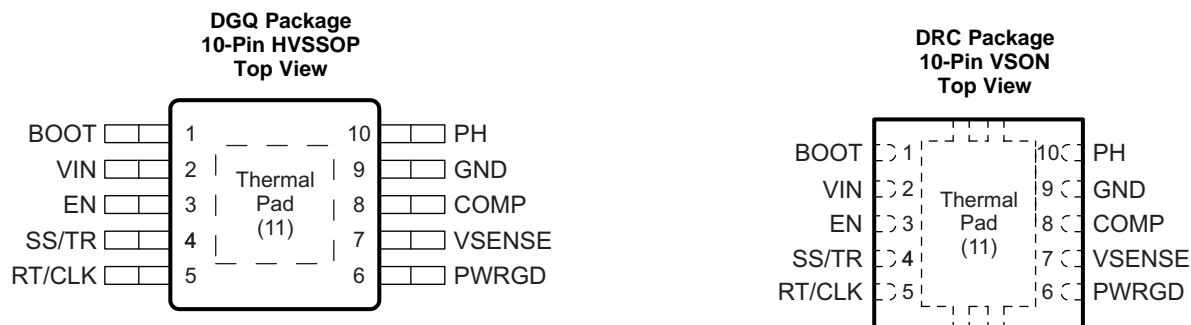 DGQ Package
10-Pin HVSSOP
Top View
BOOT 1 10 PH
VIN 2 9 GND
EN 3 8 COMP
SS/TR 4 7 VSENSE
RT/CLK 5 6 PWRGD
Thermal
Pad
(11)
DRC Package
10-Pin VSON
Top View
BOOT 1 10 PH
VIN 2 9 GND
EN 3 8 COMP
SS/TR 4 7 VSENSE
RT/CLK 5 6 PWRGD
Thermal
Pad
(11)